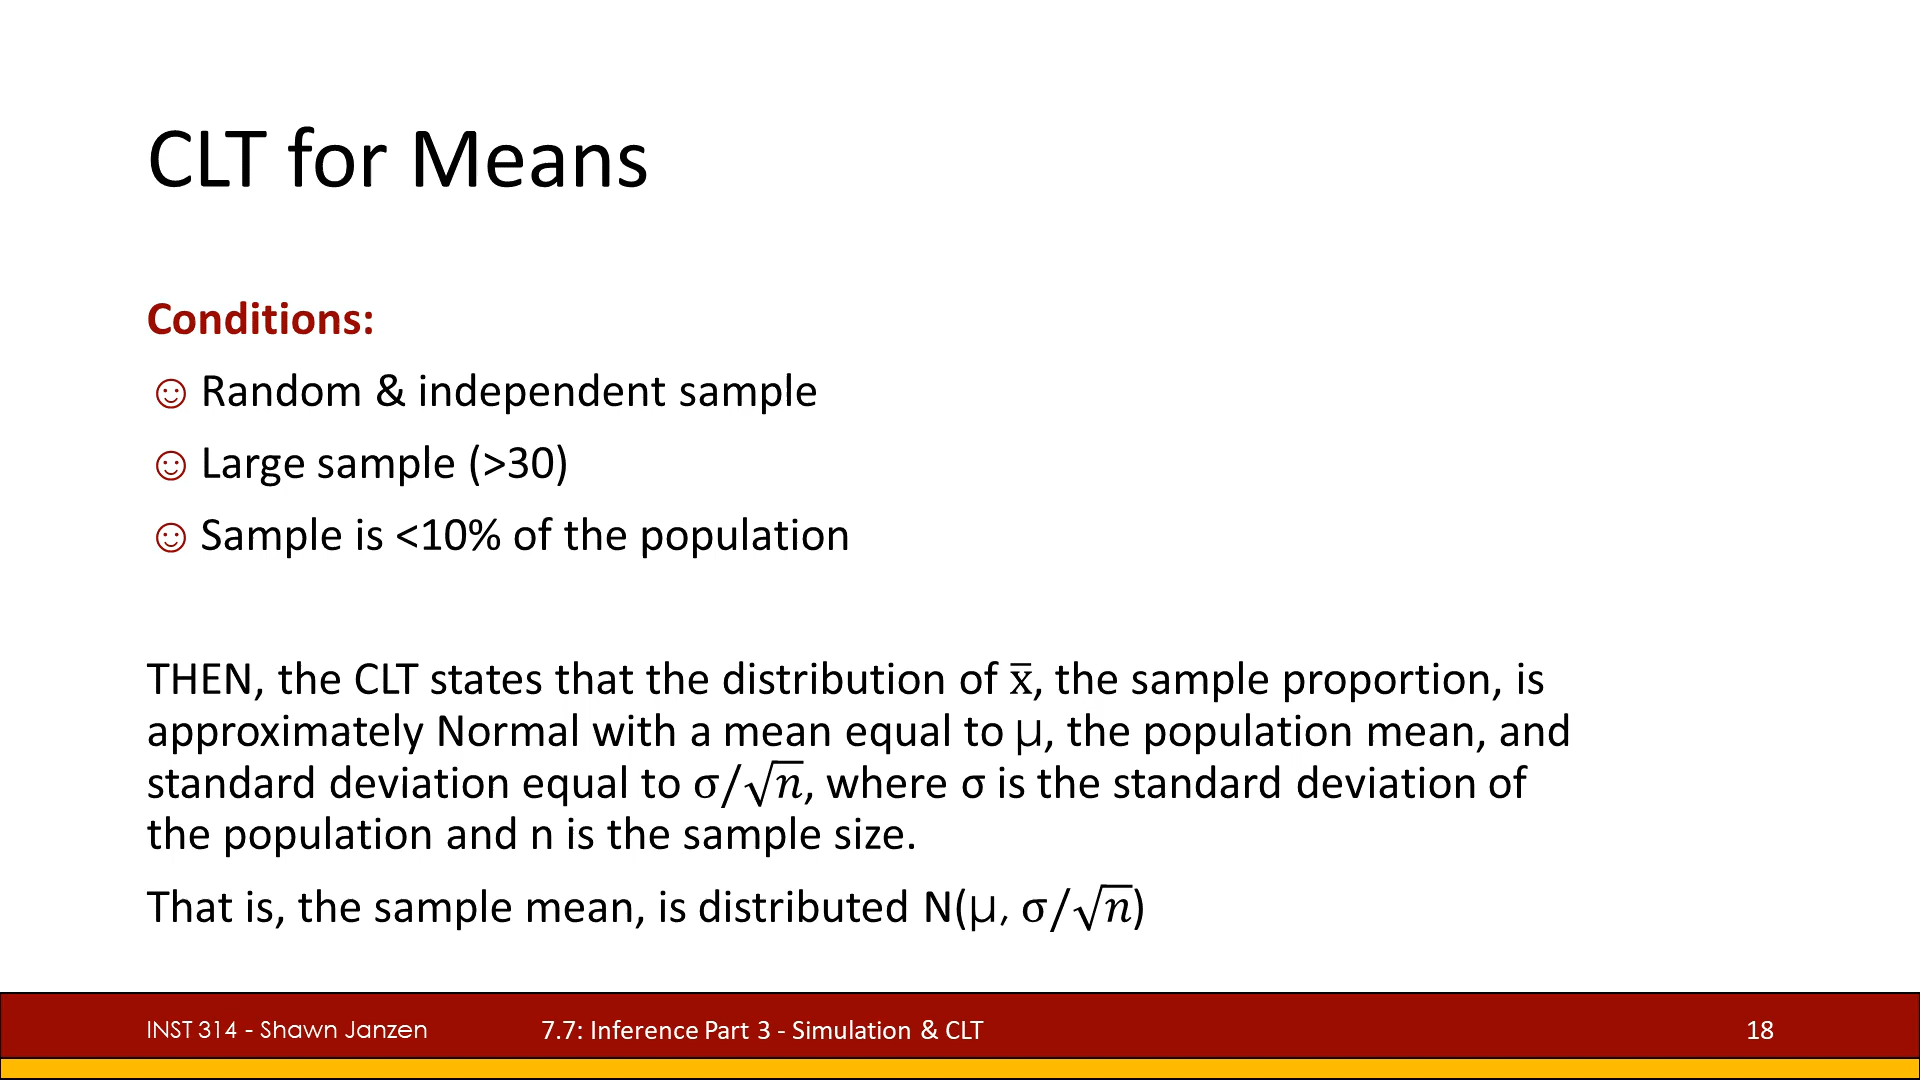 CLT for Means
Conditions:
☺ Random & independent sample
☺ Large sample (>30)
☺ Sample is <10% of the population
THEN, the CLT states that the distribution of x̅, the sample proportion, is
approximately Normal with a mean equal to µ, the population mean, and
standard deviation equal to σ/√n, where σ is the standard deviation of
the population and n is the sample size.
That is, the sample mean, is distributed N(µ, σ/√n)
INST 314 - Shawn Janzen 7.7: Inference Part 3 - Simulation & CLT 18